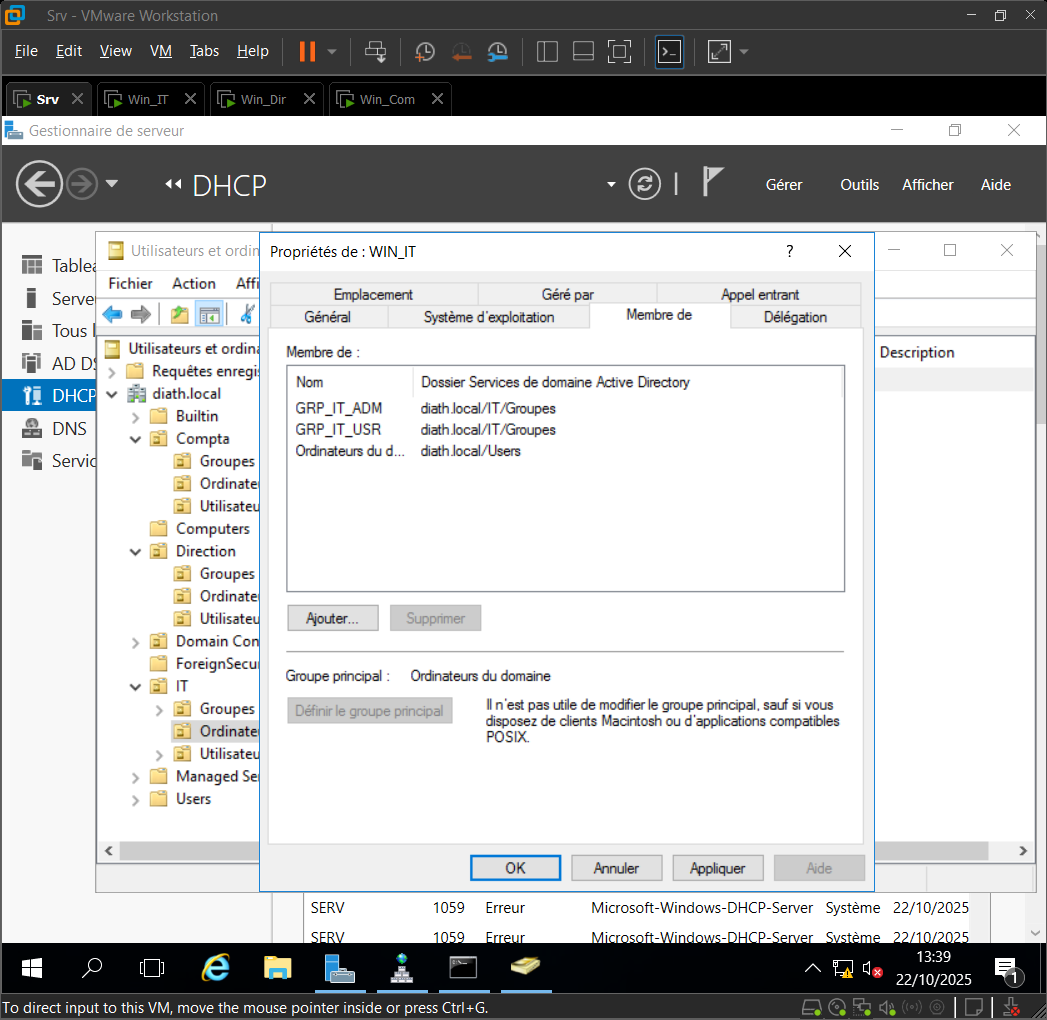 Srv - VMware Workstation
File Edit View VM Tabs Help
Srv Win_IT Win_Dir Win_Com
Gestionnaire de serveur
DHCP
Gérer Outils Afficher Aide
Tablea
Serve
Tous l
AD DS
DHCP
DNS
Servic
Utilisateurs et ordin
Fichier Action Affi
Utilisateurs et ordina
Requêtes enregis
diath.local
Builtin
Compta
Groupes
Ordinate
Utilisateu
Computers
Direction
Groupes
Ordinate
Utilisateu
Domain Con
ForeignSecu
IT
Groupes
Ordinate
Utilisateu
Managed Se
Users
Description
Propriétés de : WIN_IT
?
Emplacement Géré par Appel entrant
Général Système d'exploitation Membre de Délégation
Membre de :
Nom Dossier Services de domaine Active Directory
GRP_IT_ADM diath.local/IT/Groupes
GRP_IT_USR diath.local/IT/Groupes
Ordinateurs du d... diath.local/Users
Ajouter... Supprimer
Groupe principal : Ordinateurs du domaine
Définir le groupe principal
Il n'est pas utile de modifier le groupe principal, sauf si vous
disposez de clients Macintosh ou d'applications compatibles
POSIX.
OK Annuler Appliquer Aide
SERV 1059 Erreur Microsoft-Windows-DHCP-Server Système 22/10/2025
SERV 1059 Erreur Microsoft-Windows-DHCP-Server Système 22/10/2025
13:39
22/10/2025
1
To direct input to this VM, move the mouse pointer inside or press Ctrl+G.